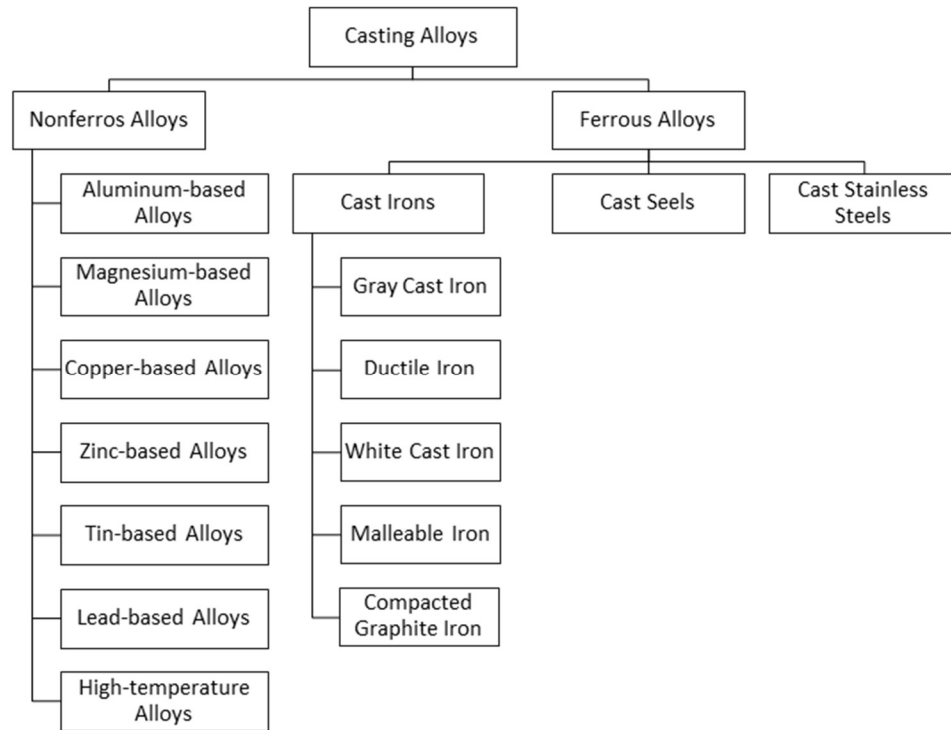 Casting Alloys
Nonferros Alloys
Ferrous Alloys
Aluminum-based
Alloys
Magnesium-based
Alloys
Copper-based Alloys
Zinc-based Alloys
Tin-based Alloys
Lead-based Alloys
High-temperature
Alloys
Cast Irons
Cast Seels
Cast Stainless
Steels
Gray Cast Iron
Ductile Iron
White Cast Iron
Malleable Iron
Compacted
Graphite Iron